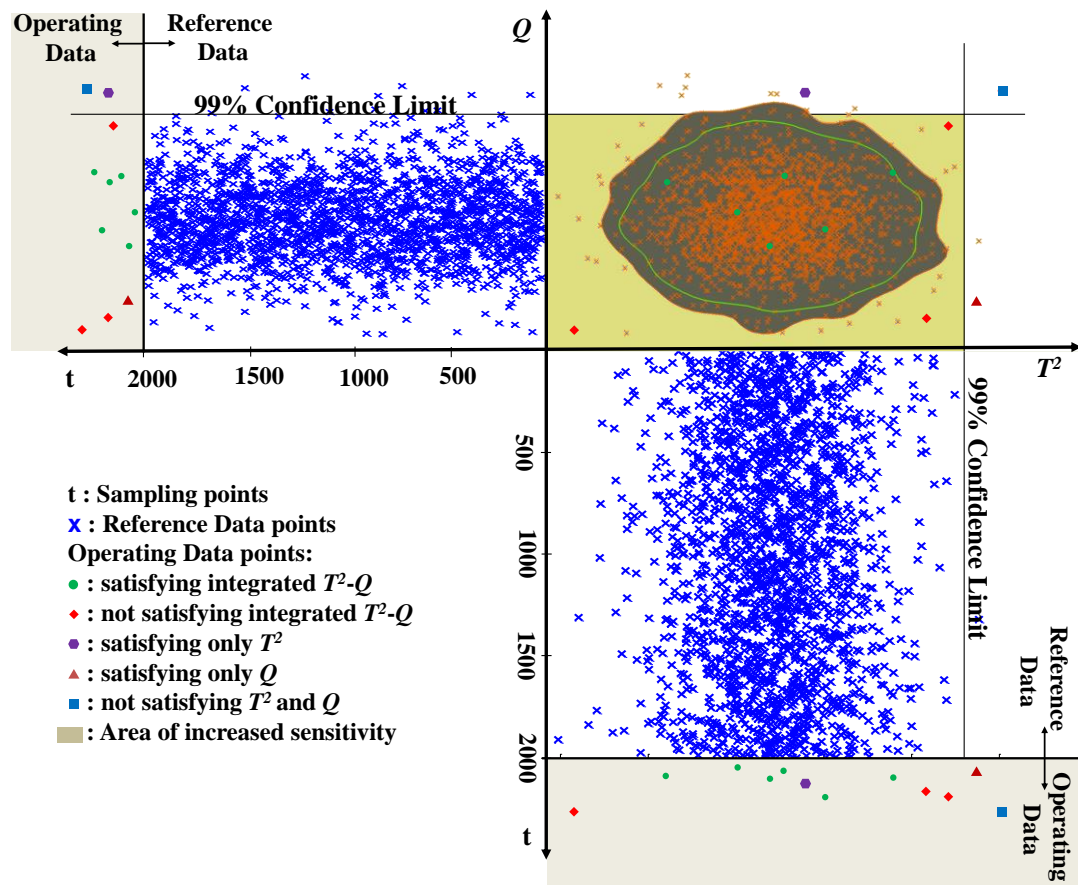 Operating
Data
Reference
Data
Q
99% Confidence Limit
t
2000
1500
1000
500
T²
99% Confidence Limit
500
1000
1500
2000
t
Reference
Data
Operating
Data
t : Sampling points
x : Reference Data points
Operating Data points:
: satisfying integrated T²-Q
: not satisfying integrated T²-Q
: satisfying only T²
: satisfying only Q
: not satisfying T² and Q
: Area of increased sensitivity